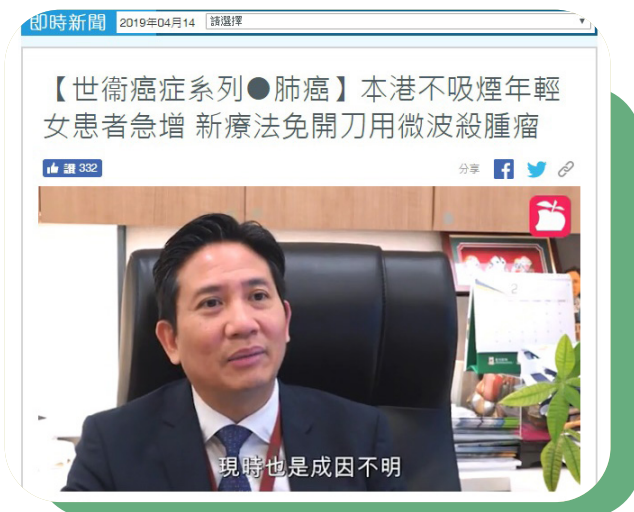 即時新聞 2019年04月14 請選擇
【世衞癌症系列●肺癌】本港不吸煙年輕
女患者急增 新療法免開刀用微波殺腫瘤
讚 332
分享
2
現時也是成因不明